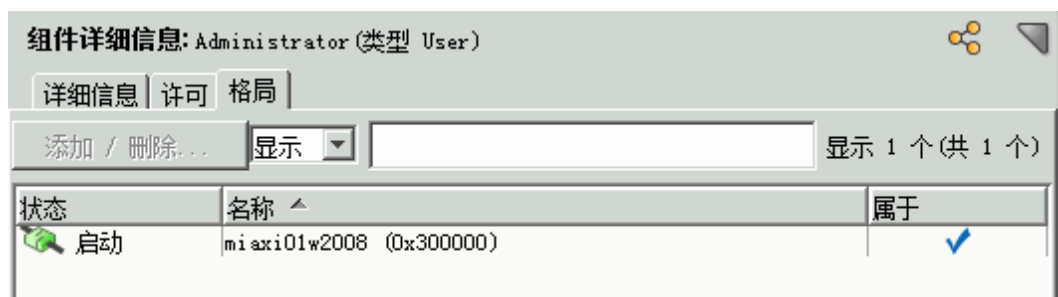 组件详细信息: Administrator(类型 User)
详细信息 许可 格局
添加 / 删除... 显示 显示 1 个(共 1 个)
状态 名称 属于
启动 miaxi01w2008 (0x300000)